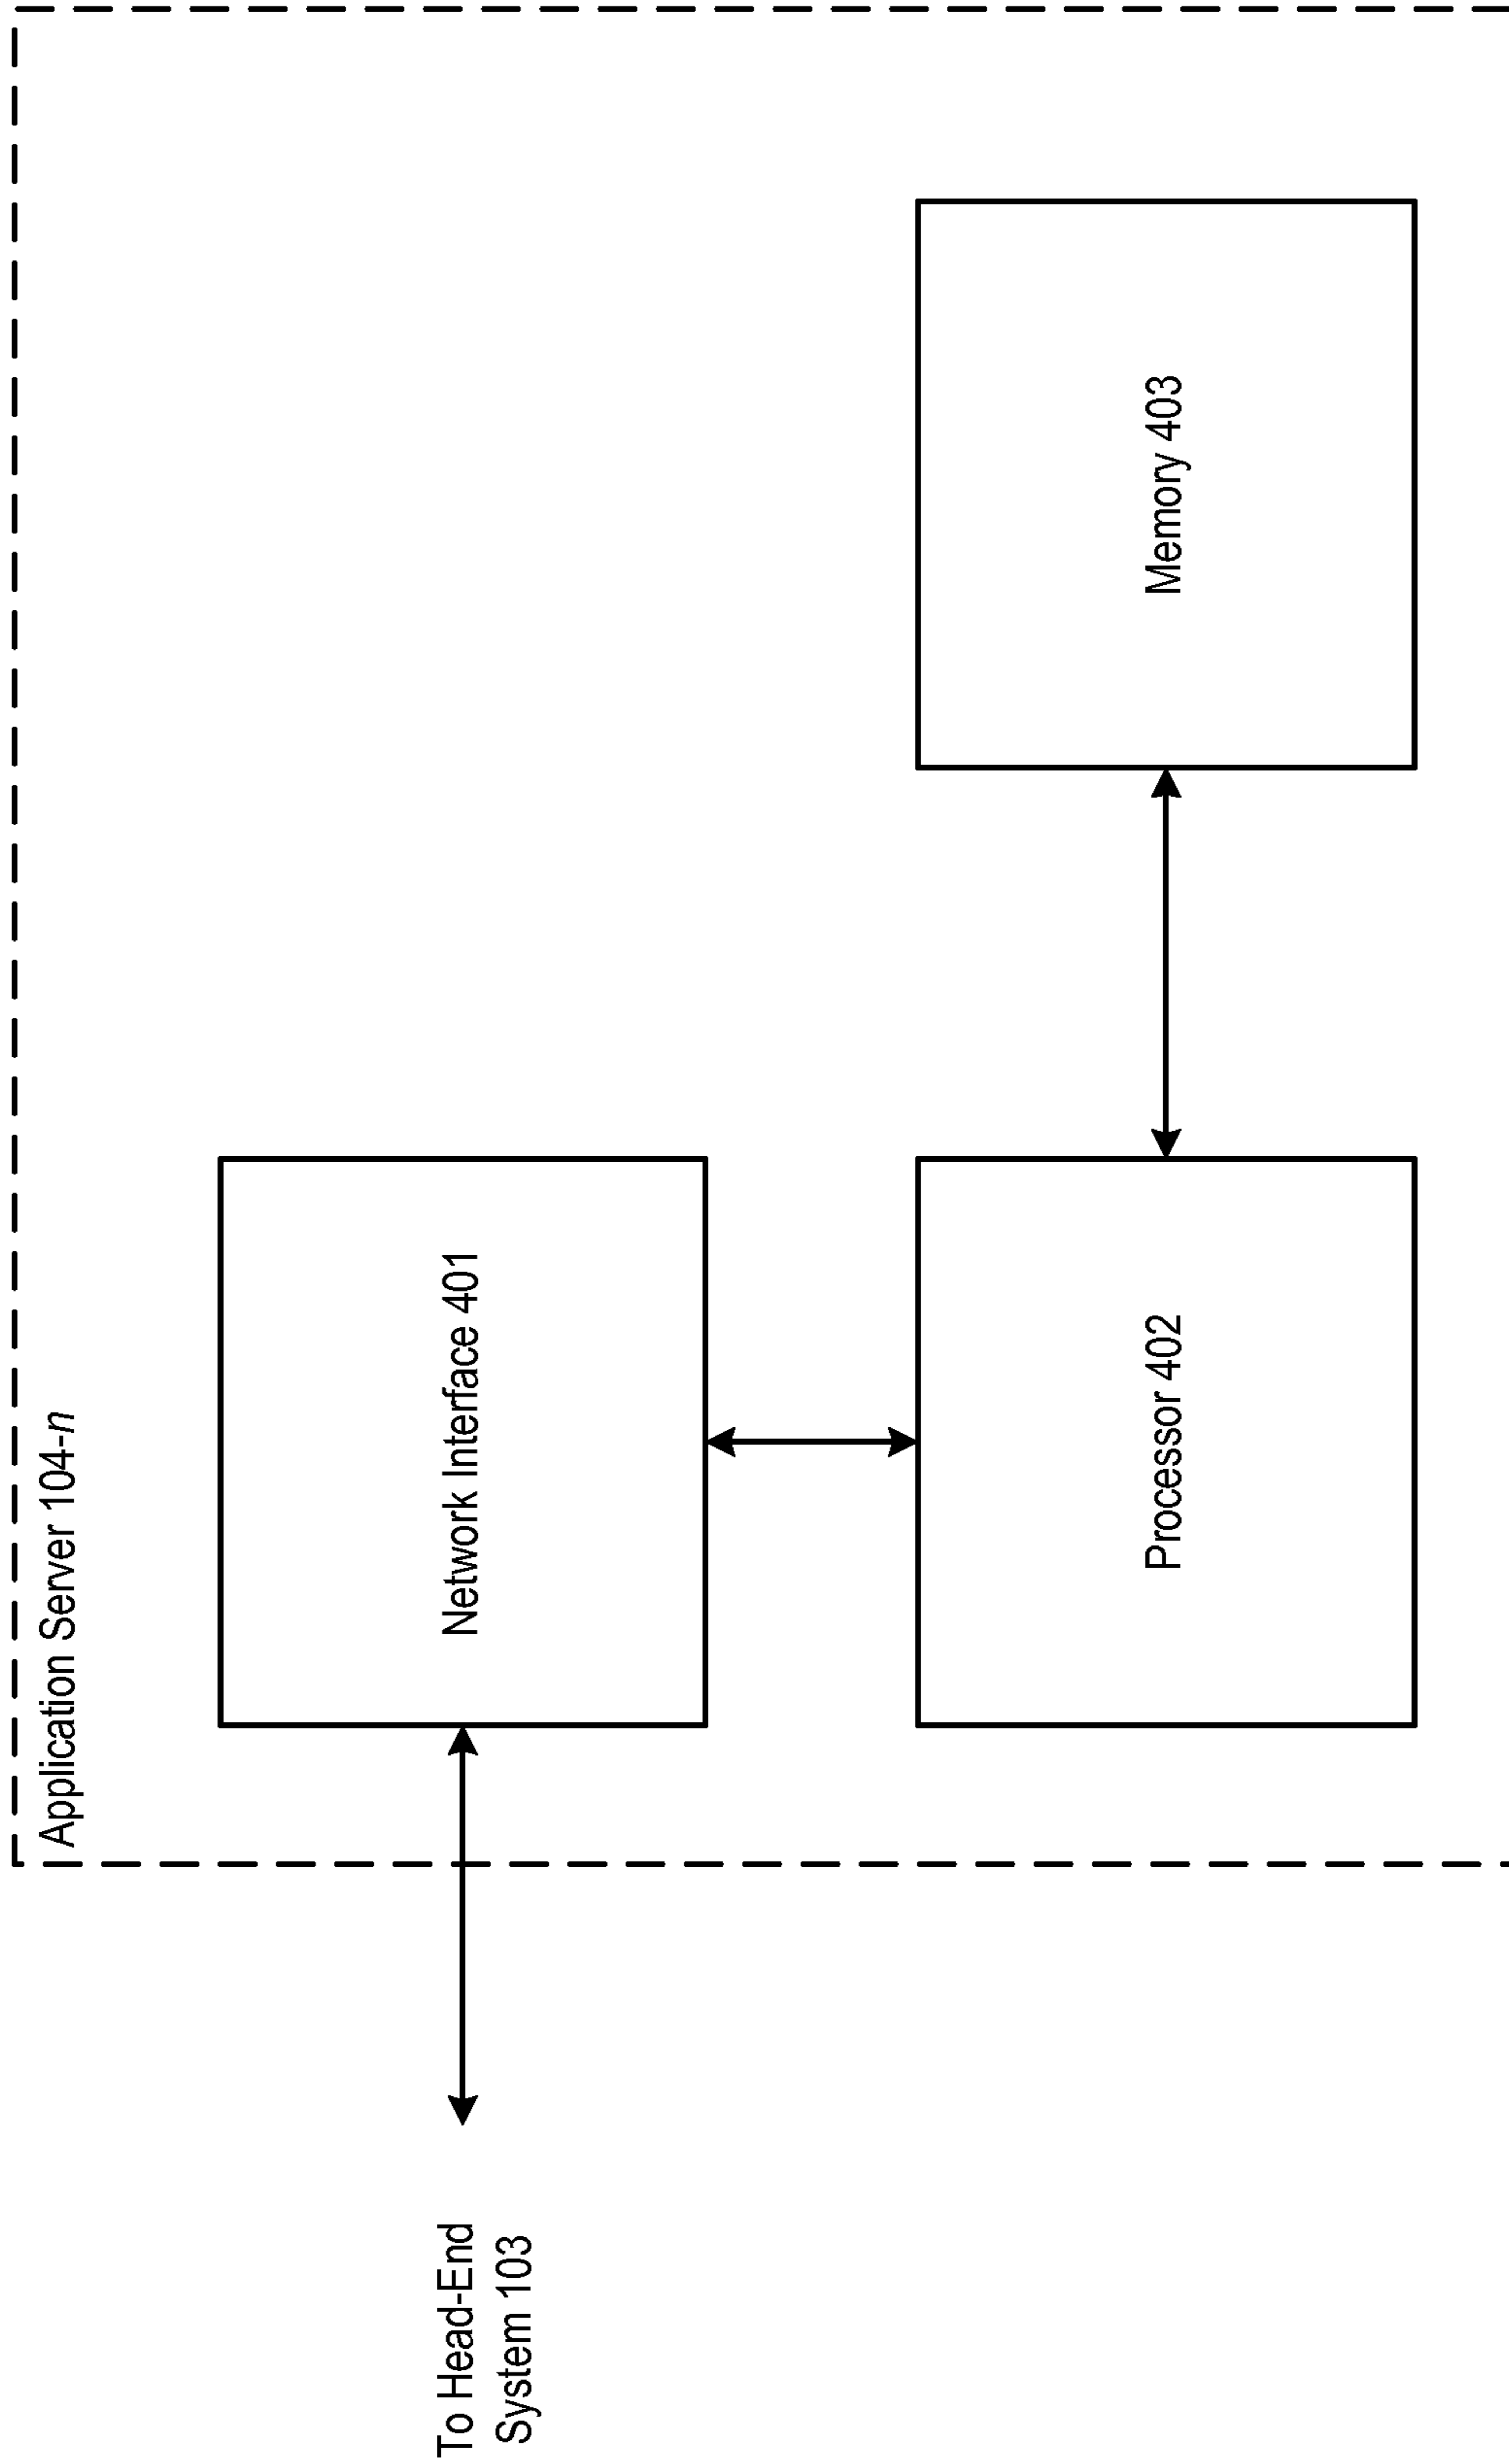 Application Server 104-n
To Head-End
System 103
Network Interface 401
Processor 402
Memory 403